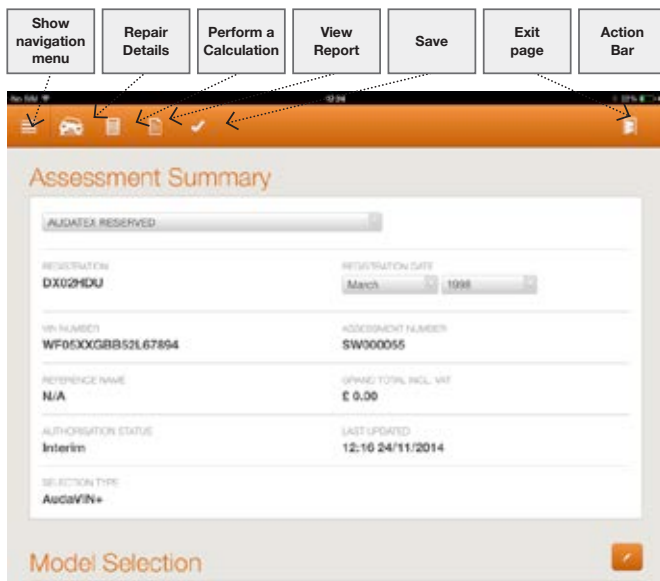 Show navigation menu
Repair Details
Perform a Calculation
View Report
Save
Exit page
Action Bar
No SIM
Assessment Summary
AUDATEX RESERVED
REGISTRATION
REGISTRATION DATE
DX02HDU
March
1998
VIN NUMBER
ASSESSMENT NUMBER
WF05XXGBB52L67894
SW000055
REFERENCE NAME
GRAND TOTAL INCL. VAT
N/A
£ 0.00
AUTHORISATION STATUS
LAST UPDATED
Interim
12:16 24/11/2014
SELECTION TYPE
AudaVIN+
Model Selection